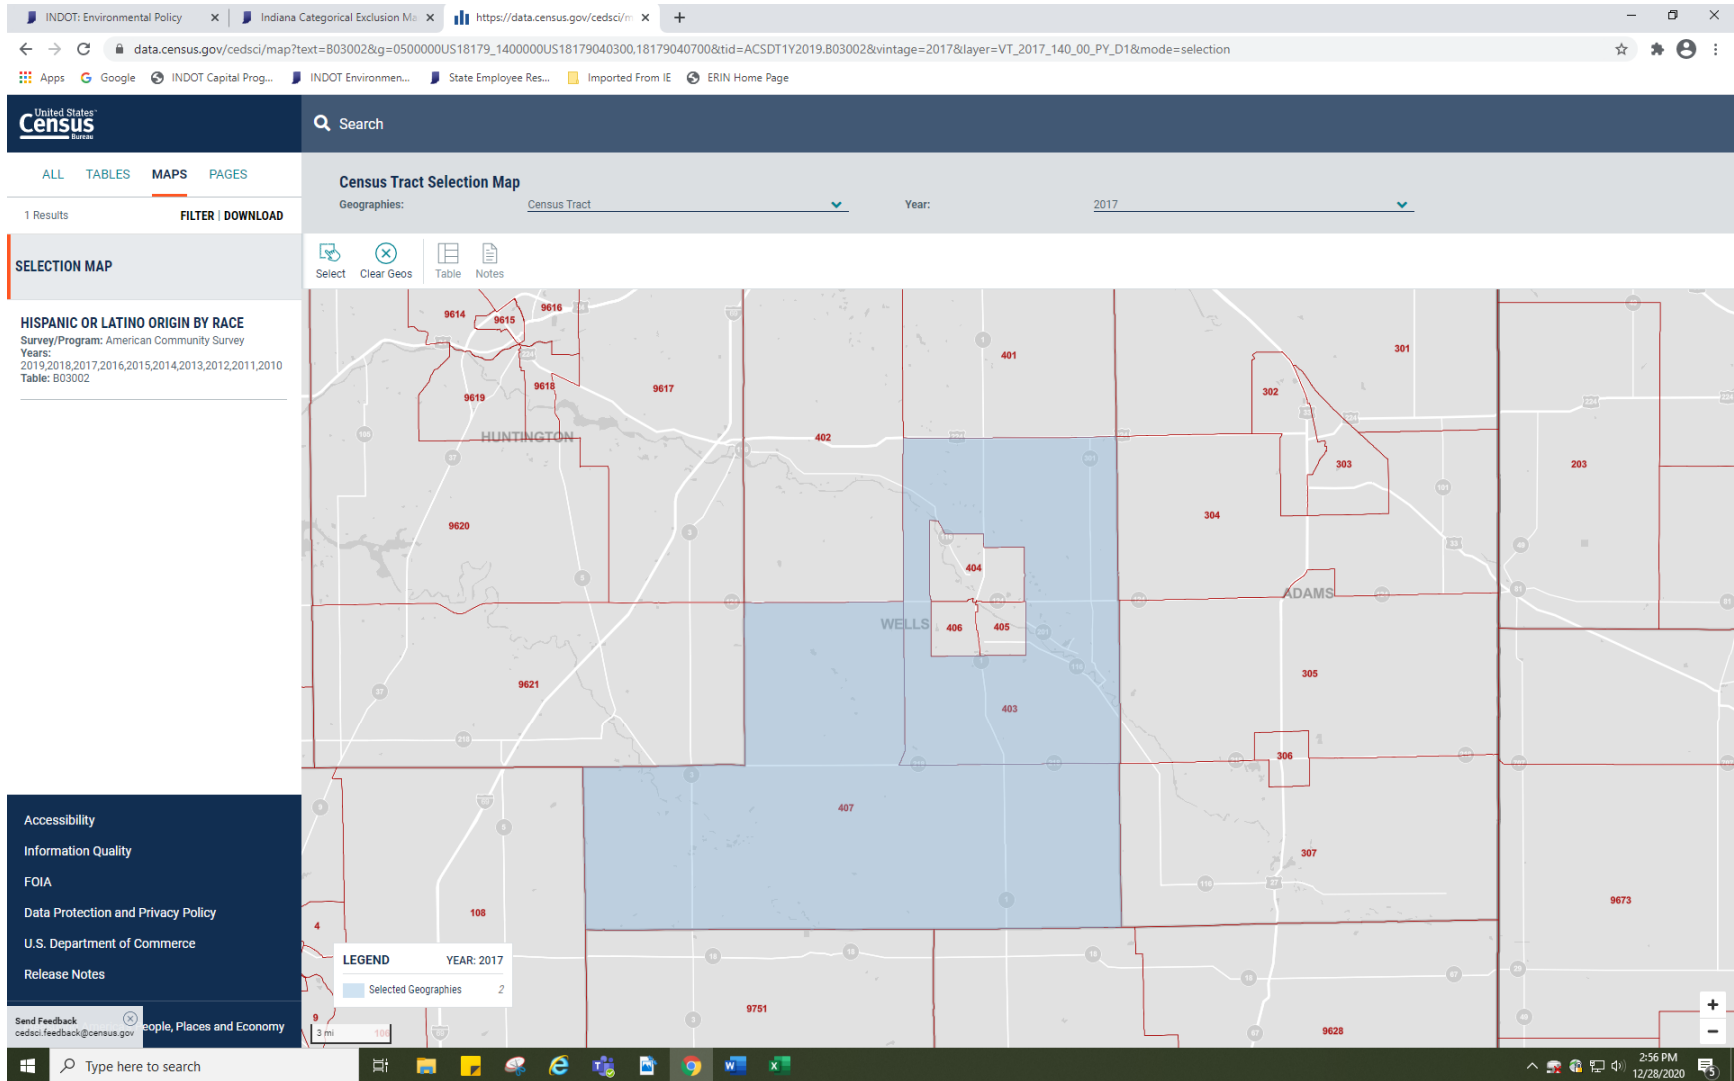 INDOT: Environmental Policy
Indiana Categorical Exclusion Ma
https://data.census.gov/cedsci/m
data.census.gov/cedsci/map?text=B03002&g=0500000US18179_1400000US18179040300,18179040700&tid=ACSDT1Y2019.B03002&vintage=2017&layer=VT_2017_140_00_PY_D1&mode=selection
Apps Google INDOT Capital Prog... INDOT Environmen... State Employee Res... Imported From IE ERIN Home Page
United States®
Census
Bureau
Search
ALL TABLES MAPS PAGES
1 Results FILTER | DOWNLOAD
SELECTION MAP
HISPANIC OR LATINO ORIGIN BY RACE
Survey/Program: American Community Survey
Years:
2019,2018,2017,2016,2015,2014,2013,2012,2011,2010
Table: B03002
Census Tract Selection Map
Geographies: Census Tract Year: 2017
Select Clear Geos Table Notes
9614 9615 9616
401
301
9618 9617
302
9619
HUNTINGTON
402
303
203
9620
304
404
ADAMS
WELLS 406 405
9621
305
403
306
407
307
108
9673
4
9751
9
106
9628
LEGEND YEAR: 2017
Selected Geographies 2
3 mi
Accessibility
Information Quality
FOIA
Data Protection and Privacy Policy
U.S. Department of Commerce
Release Notes
Send Feedback
cedsci.feedback@census.gov
eople, Places and Economy
Type here to search
2:56 PM
12/28/2020
5